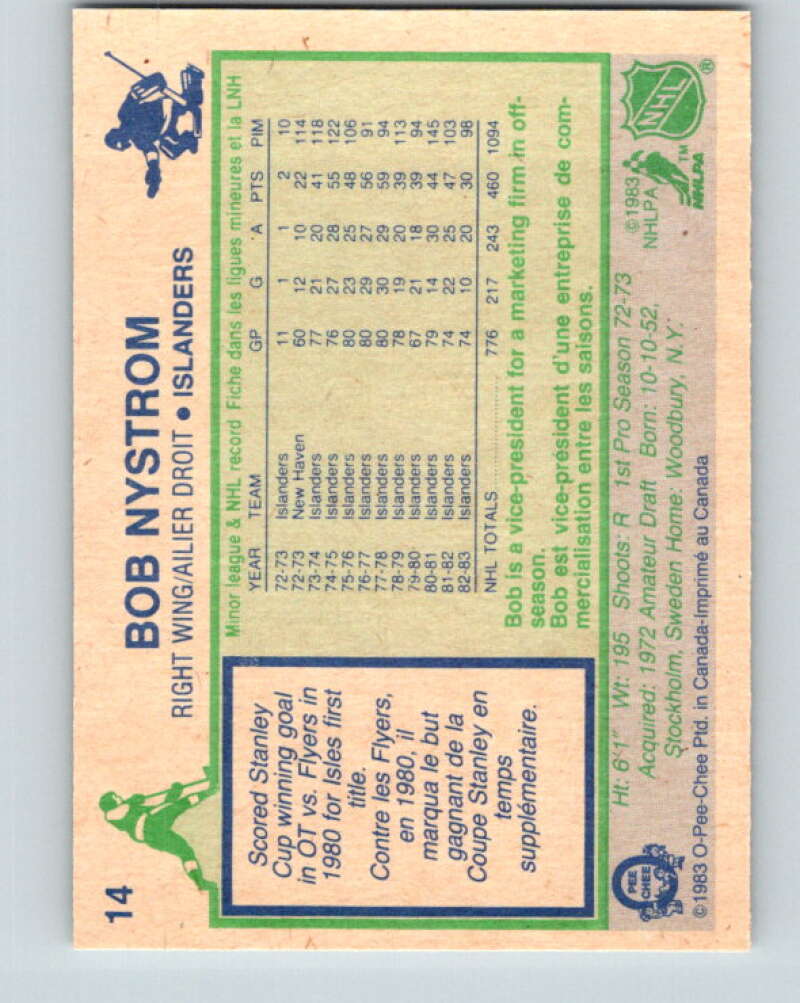 14
BOB NYSTROM
RIGHT WING/AILIER DROIT • ISLANDERS
Scored Stanley
Cup winning goal
in OT vs. Flyers in
1980 for Isles first
title.
Contre les Flyers,
en 1980, il
marqua le but
gagnant de la
Coupe Stanley en
temps
supplémentaire.
Minor league & NHL record Fiche dans les ligues mineures et la LNH
YEAR TEAM GP G A PTS PIM
72-73 Islanders 11 1 1 2 10
72-73 New Haven 60 12 10 22 114
73-74 Islanders 77 21 20 41 118
74-75 Islanders 76 27 28 55 122
75-76 Islanders 80 23 25 48 106
76-77 Islanders 80 29 27 56 91
77-78 Islanders 80 30 29 59 94
78-79 Islanders 78 19 20 39 113
79-80 Islanders 67 21 18 39 94
80-81 Islanders 79 14 30 44 145
81-82 Islanders 74 22 25 47 103
82-83 Islanders 74 10 20 30 98
NHL TOTALS 776 217 243 460 1094
Bob is a vice-president for a marketing firm in off-
season.
Bob est vice-président d'une entreprise de com-
mercialisation entre les saisons.
Ht: 6'1" Wt: 195 Shoots: R 1st Pro Season 72-73
Acquired: 1972 Amateur Draft Born: 10-10-52,
Stockholm, Sweden Home: Woodbury, N.Y.
©1983
NHLPA
NHLPA
TM
NHL
®
O
PEE
CHEE
©1983 O-Pee-Chee Ptd. in Canada-Imprimé au Canada